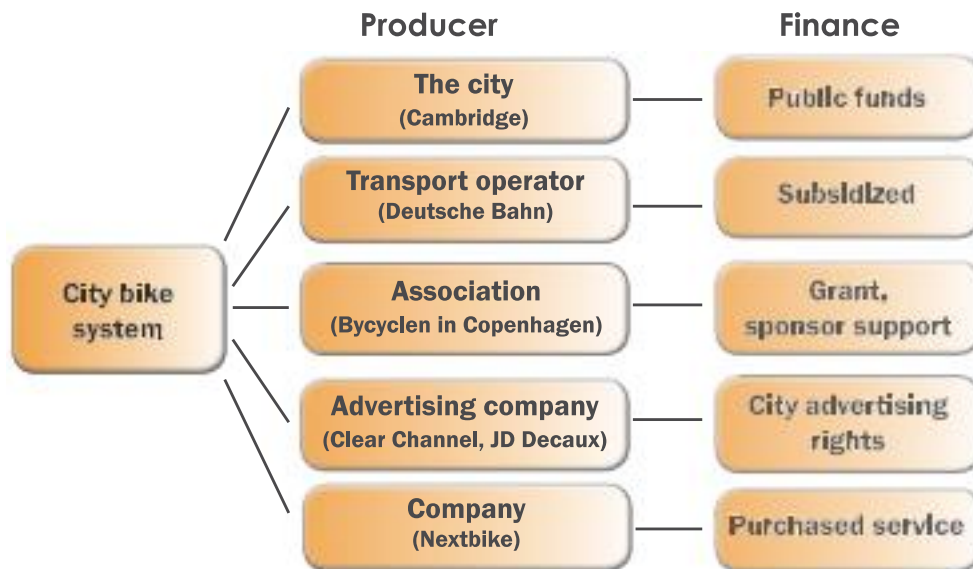 Producer
Finance
The city
(Cambridge)
Public funds
Transport operator
(Deutsche Bahn)
Subsidized
City bike
system
Association
(Bycyclen in Copenhagen)
Grant,
sponsor support
Advertising company
(Clear Channel, JD Decaux)
City advertising
rights
Company
(Nextbike)
Purchased service